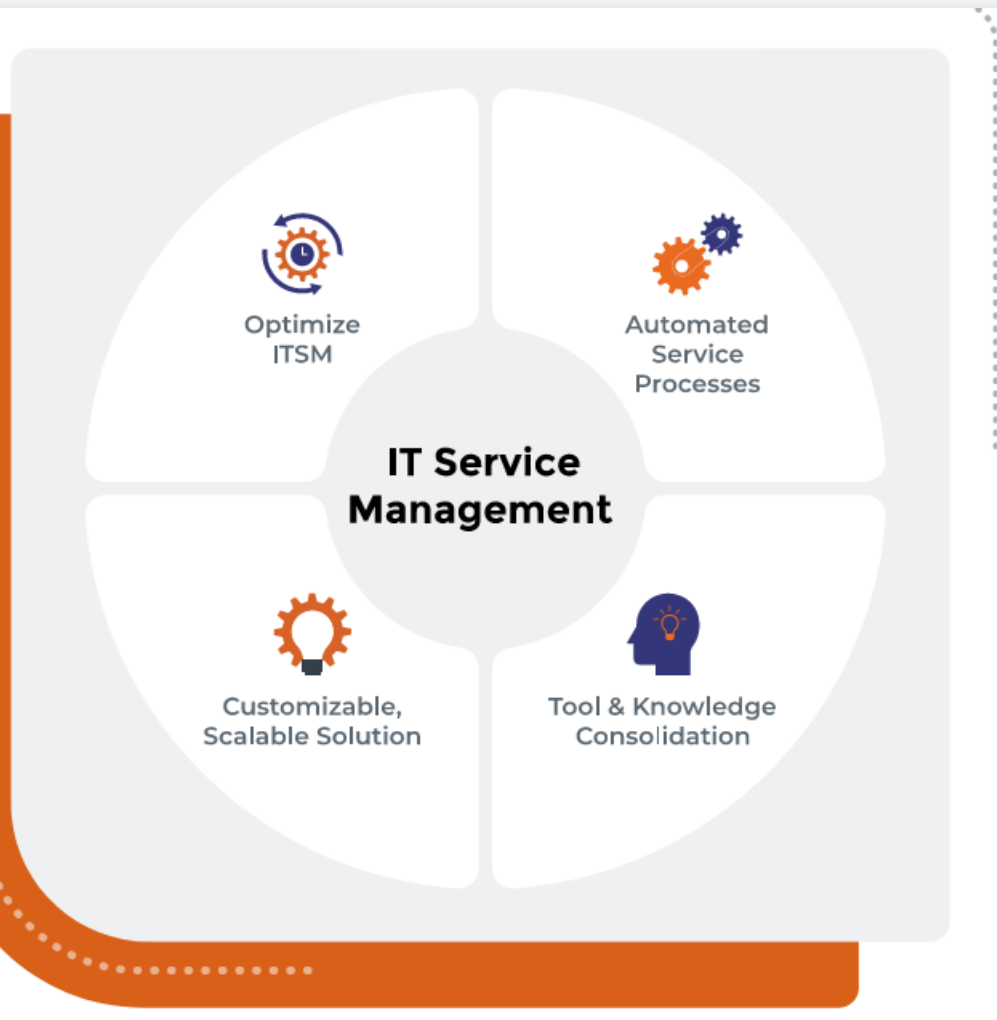 Optimize
ITSM
Automated
Service
Processes
IT Service
Management
Customizable,
Scalable Solution
Tool & Knowledge
Consolidation